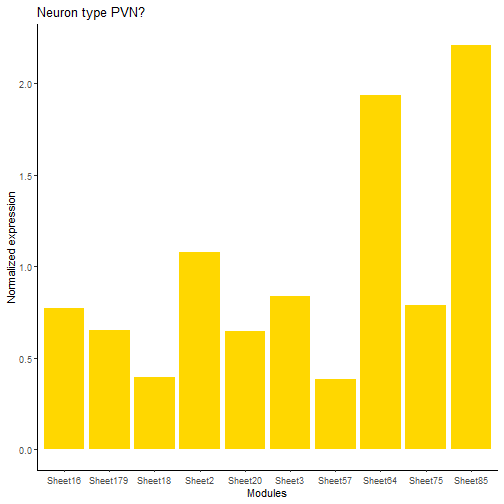 Neuron type PVN?
Normalized expression
2.0
1.5
1.0
0.5
0.0
Sheet16 Sheet179 Sheet18 Sheet2 Sheet20 Sheet3 Sheet57 Sheet64 Sheet75 Sheet85
Modules